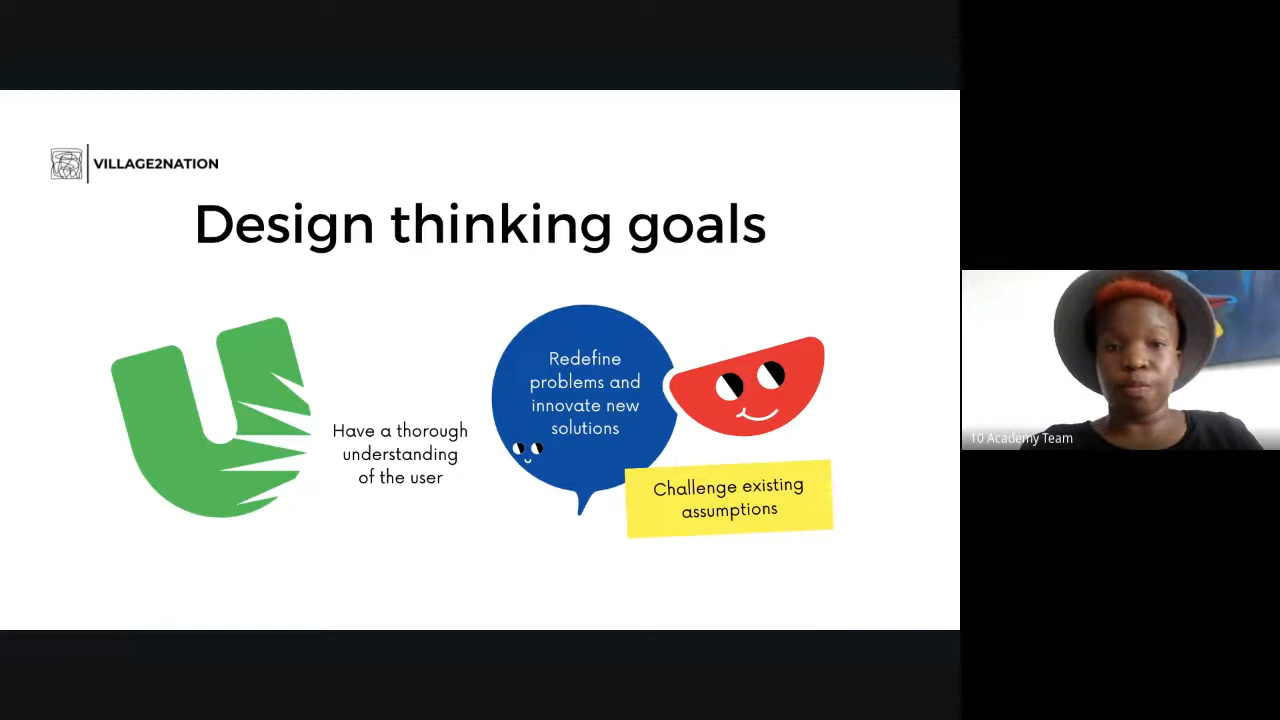 VILLAGE2NATION
Design thinking goals
Have a thorough
understanding
of the user
Redefine
problems and
innovate new
solutions
Challenge existing
assumptions
10 Academy Team